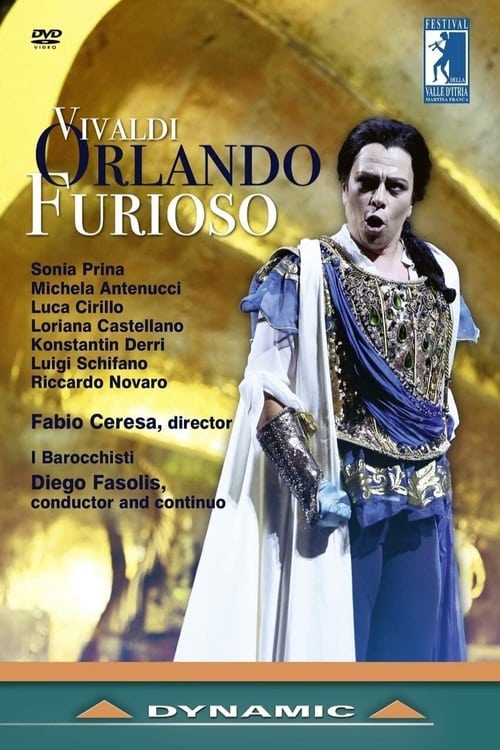 DVD
VIDEO
FESTIVAL
DELLA
VALLE D'ITRIA
MARTINA FRANCA
VIVALDI
ORLANDO
FURIOSO
Sonia Prina
Michela Antenucci
Luca Cirillo
Loriana Castellano
Konstantin Derri
Luigi Schifano
Riccardo Novaro
Fabio Ceresa, director
I Barocchisti
Diego Fasolis,
conductor and continuo
DYNAMIC